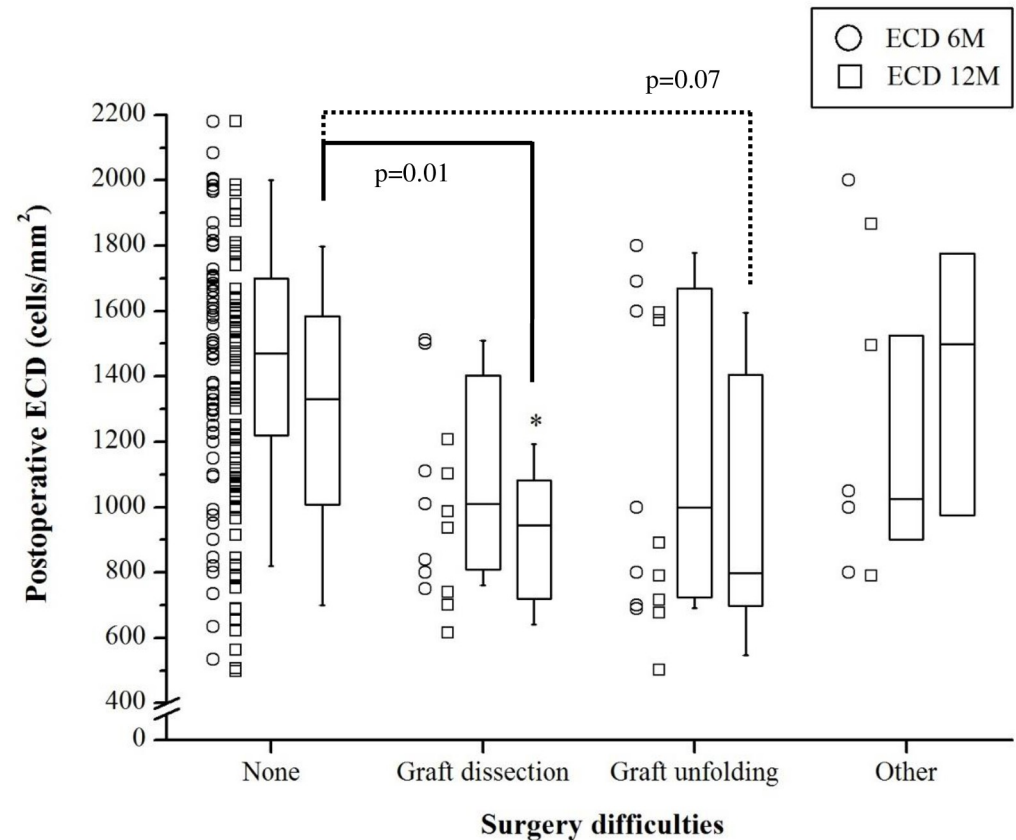 ECD 6M
ECD 12M
p=0.07
p=0.01
*
Postoperative ECD (cells/mm²)
2200
2000
1800
1600
1400
1200
1000
800
600
400
0
None Graft dissection Graft unfolding Other
Surgery difficulties